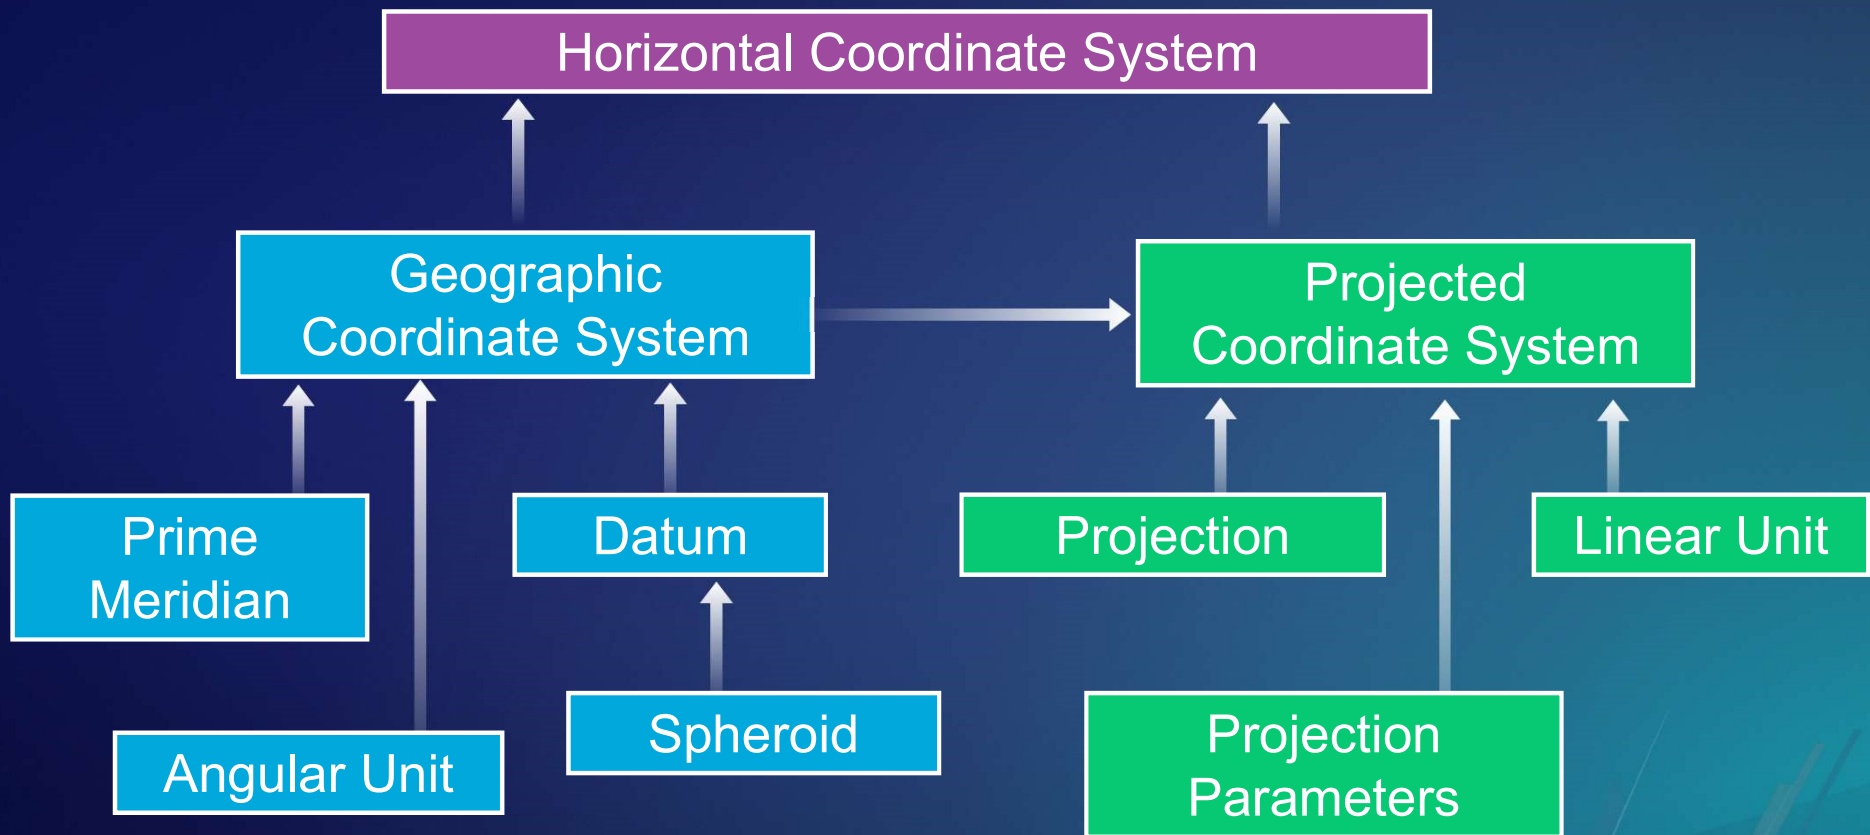 Horizontal Coordinate System
Geographic
Coordinate System
Projected
Coordinate System
Prime
Meridian
Datum
Projection
Linear Unit
Angular Unit
Spheroid
Projection
Parameters